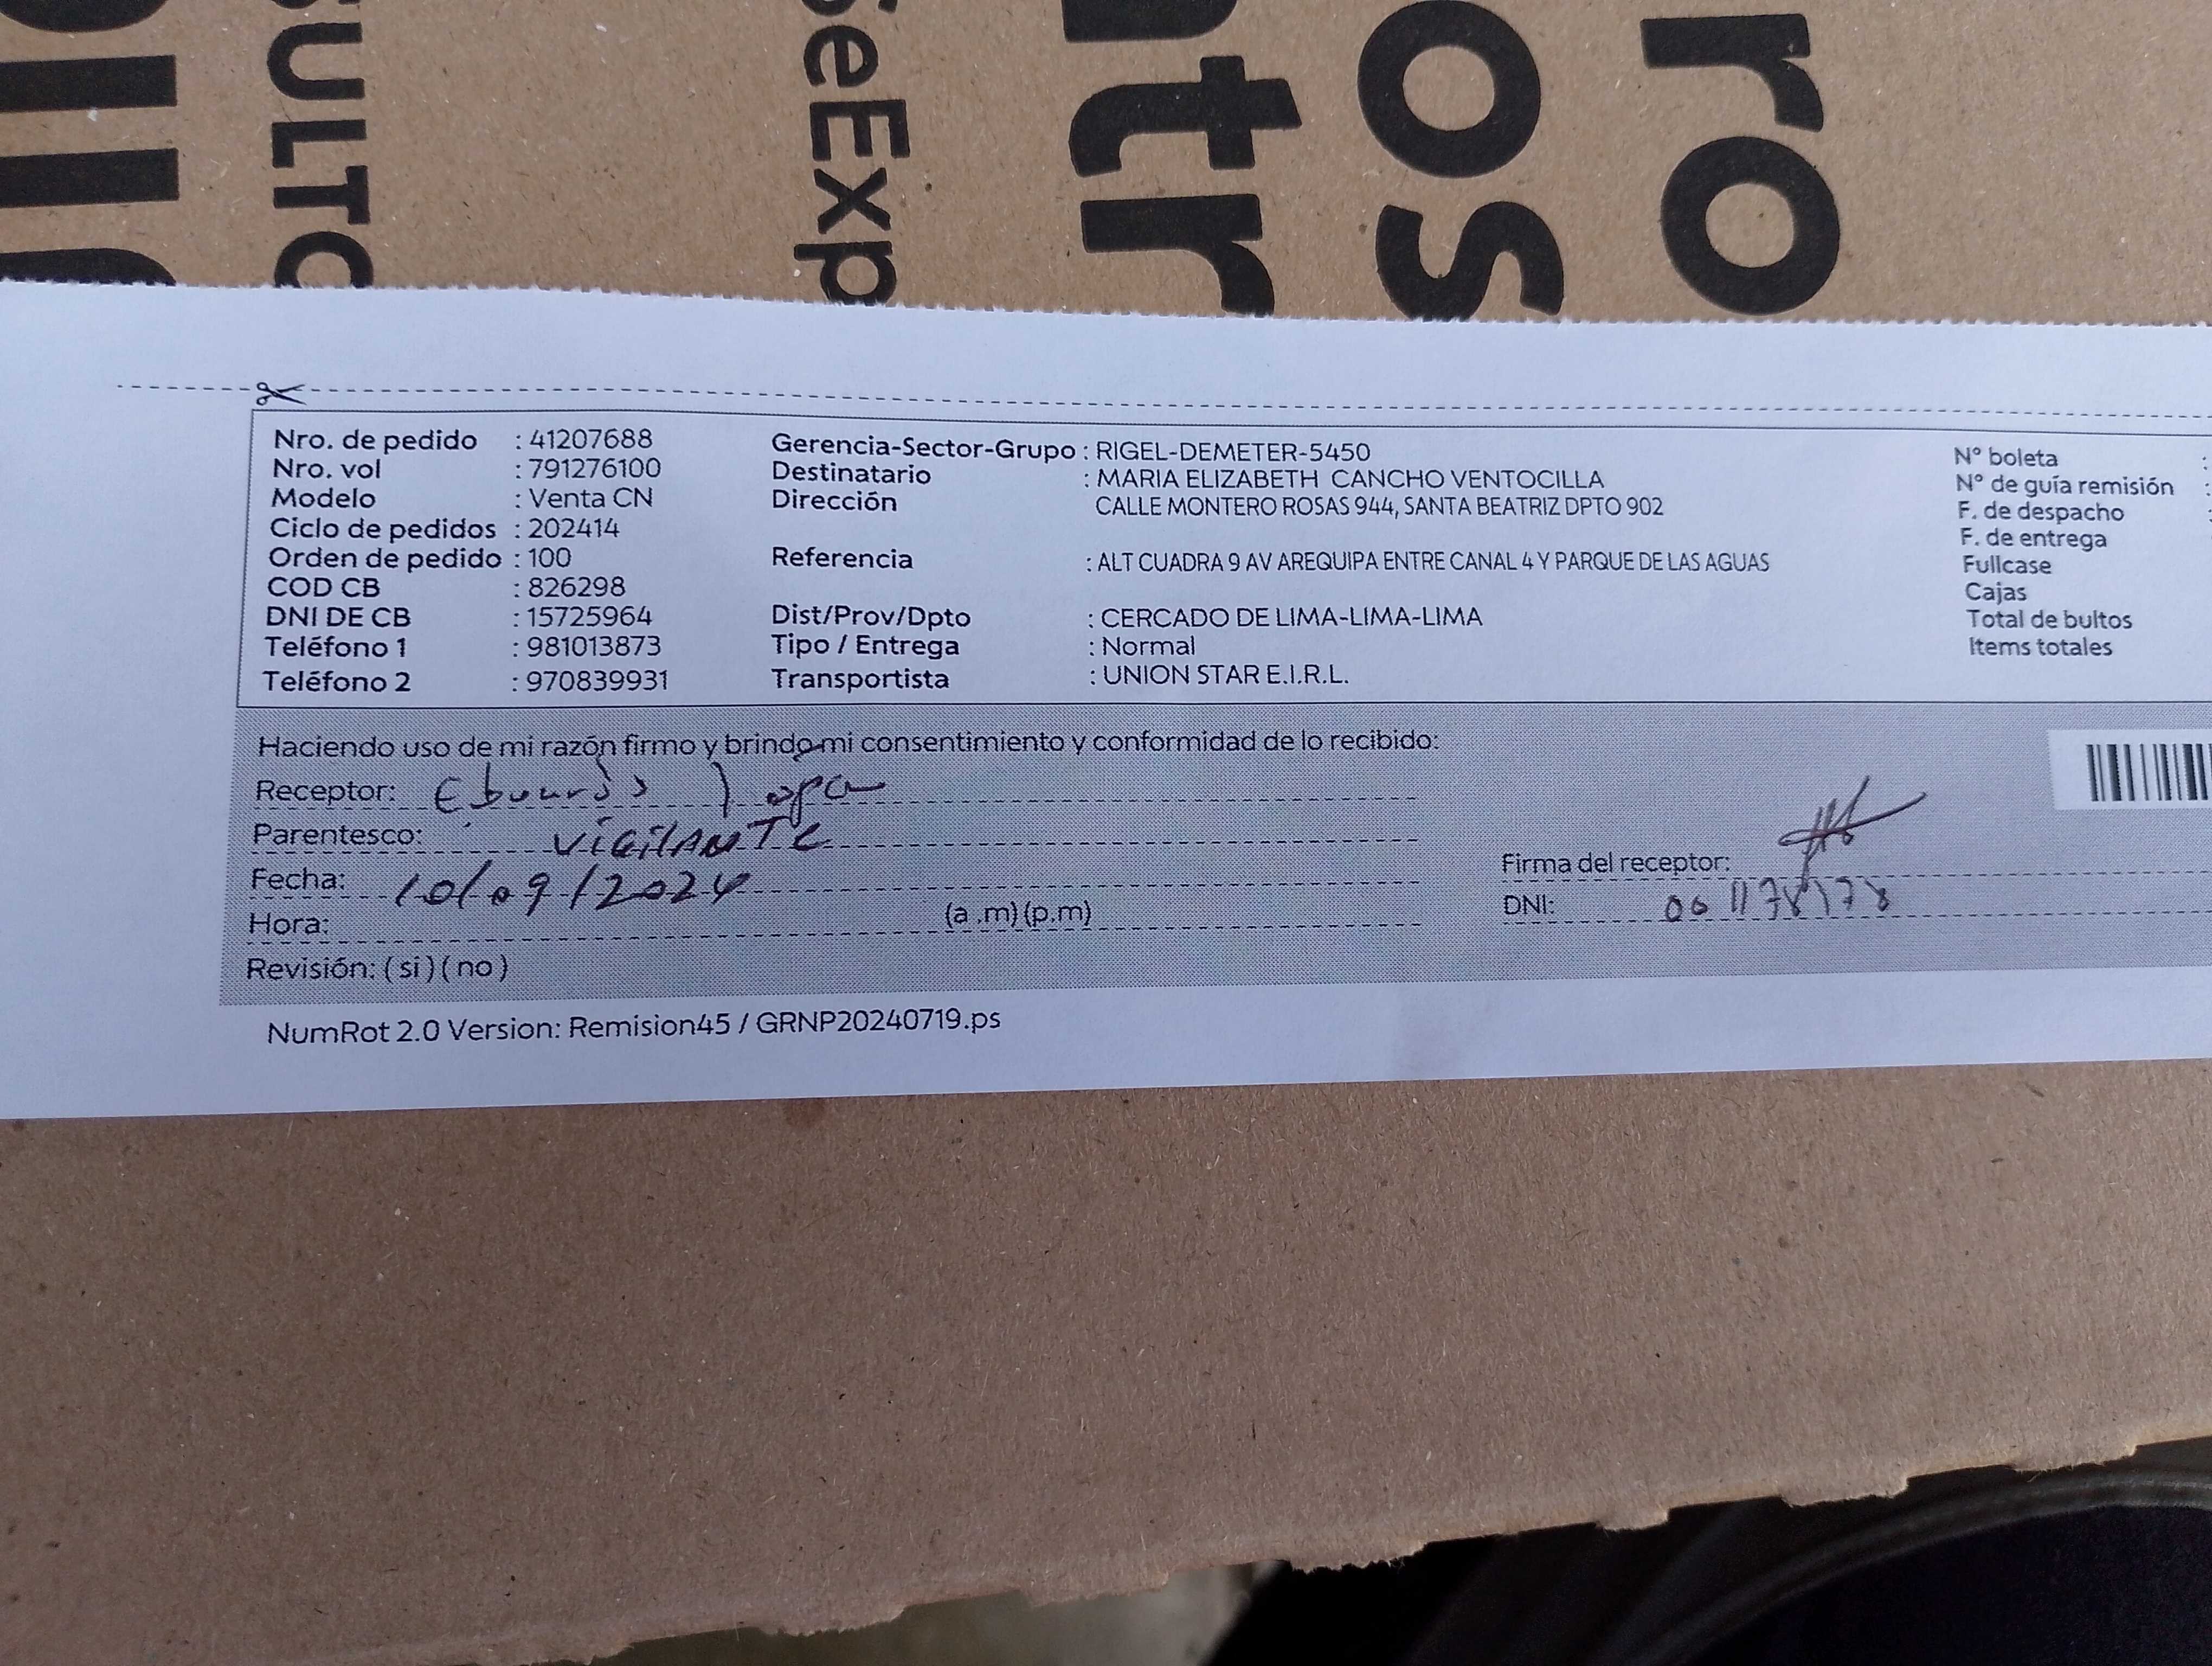 ULTO
SeExp
ntr
os
ro
Nro. de pedido : 41207688
Nro. vol : 791276100
Modelo : Venta CN
Ciclo de pedidos : 202414
Orden de pedido : 100
COD CB : 826298
DNI DE CB : 15725964
Teléfono 1 : 981013873
Teléfono 2 : 970839931
Gerencia-Sector-Grupo : RIGEL-DEMETER-5450
Destinatario : MARIA ELIZABETH CANCHO VENTOCILLA
Dirección CALLE MONTERO ROSAS 944, SANTA BEATRIZ DPTO 902
Referencia : ALT CUADRA 9 AV AREQUIPA ENTRE CANAL 4 Y PARQUE DE LAS AGUAS
Dist/Prov/Dpto : CERCADO DE LIMA-LIMA-LIMA
Tipo / Entrega : Normal
Transportista : UNION STAR E.I.R.L.
N° boleta :
N° de guía remisión :
F. de despacho :
F. de entrega
Fullcase
Cajas
Total de bultos
Items totales
Haciendo uso de mi razón firmo y brindo mi consentimiento y conformidad de lo recibido:
Receptor:
Parentesco: VIGILANTE
Fecha: 10/09/2024
Hora: (a .m) (p.m)
Revisión: ( si ) ( no )
Firma del receptor:
DNI:
NumRot 2.0 Version: Remision45 / GRNP20240719.ps